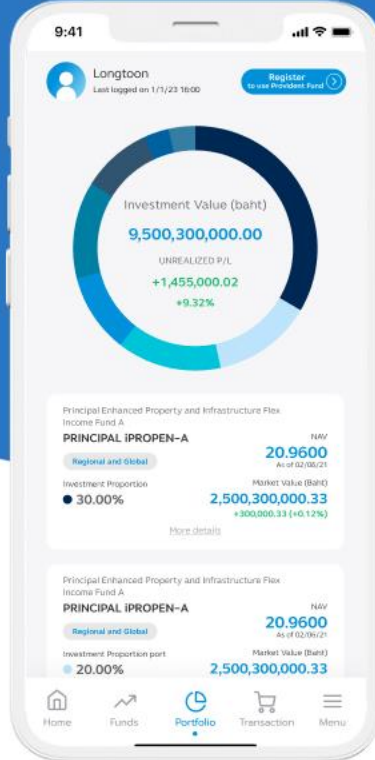 9:41
Longtoon
Last logged on 1/1/23 16:00
Register
to use Provident Fund
Investment Value (baht)
9,500,300,000.00
UNREALIZED P/L
+1,455,000.02
+9.32%
Principal Enhanced Property and Infrastructure Flex
Income Fund A
PRINCIPAL iPROPEN-A
NAV
20.9600
As of 02/06/21
Regional and Global
Investment Proportion
Market Value (Baht)
30.00%
2,500,300,000.33
+300,000.33 (+0.12%)
More details
Principal Enhanced Property and Infrastructure Flex
Income Fund A
PRINCIPAL iPROPEN-A
NAV
20.9600
As of 02/06/21
Regional and Global
Investment Proportion port
Market Value (Baht)
20.00%
2,500,300,000.33
Home
Funds
Portfolio
Transaction
Menu